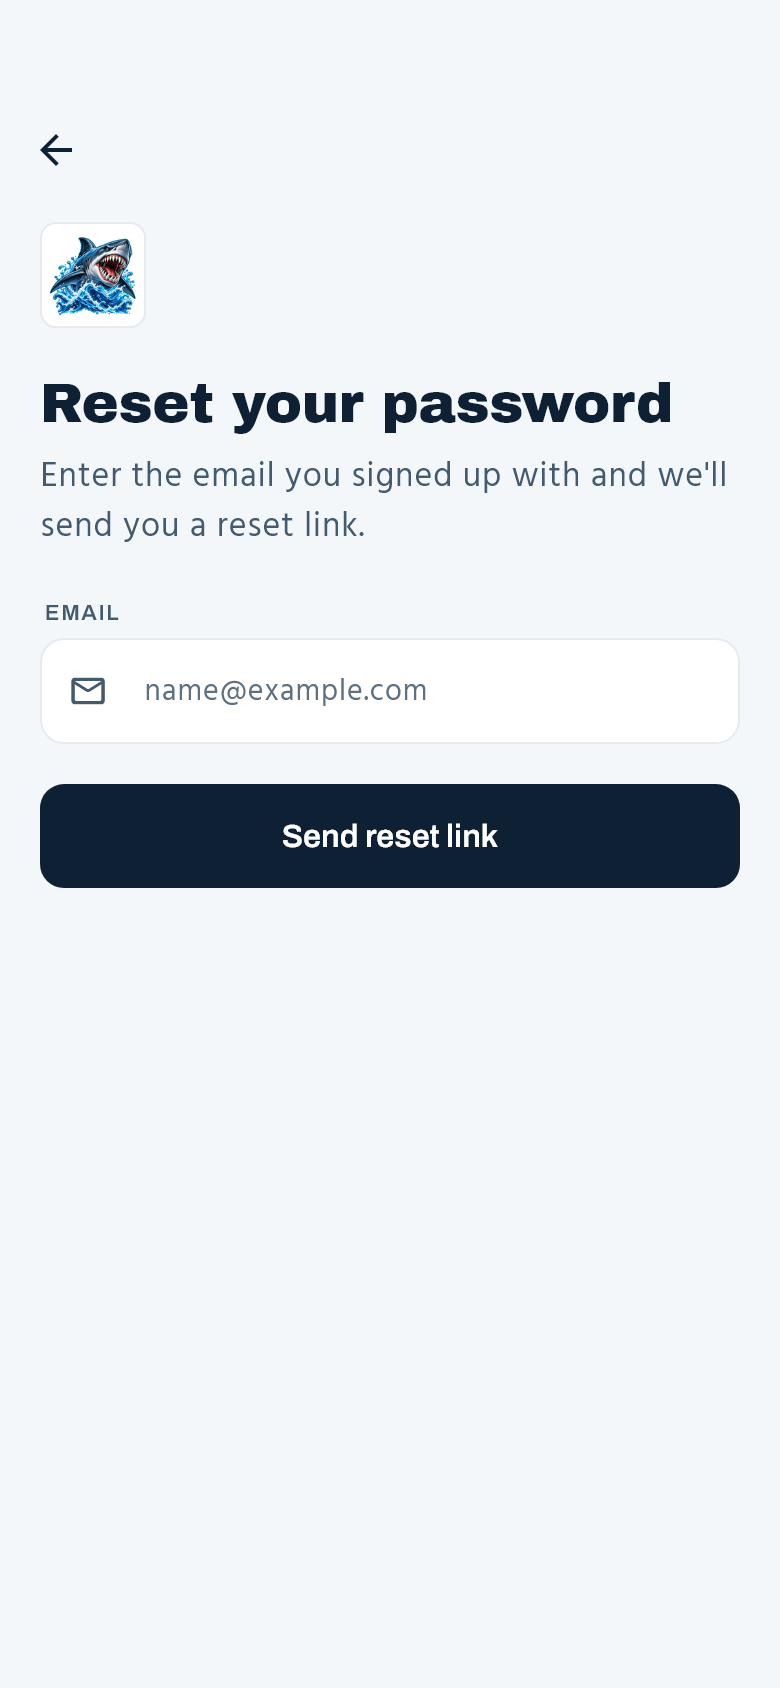 Reset your password
Enter the email you signed up with and we'll
send you a reset link.
EMAIL
name@example.com
Send reset link